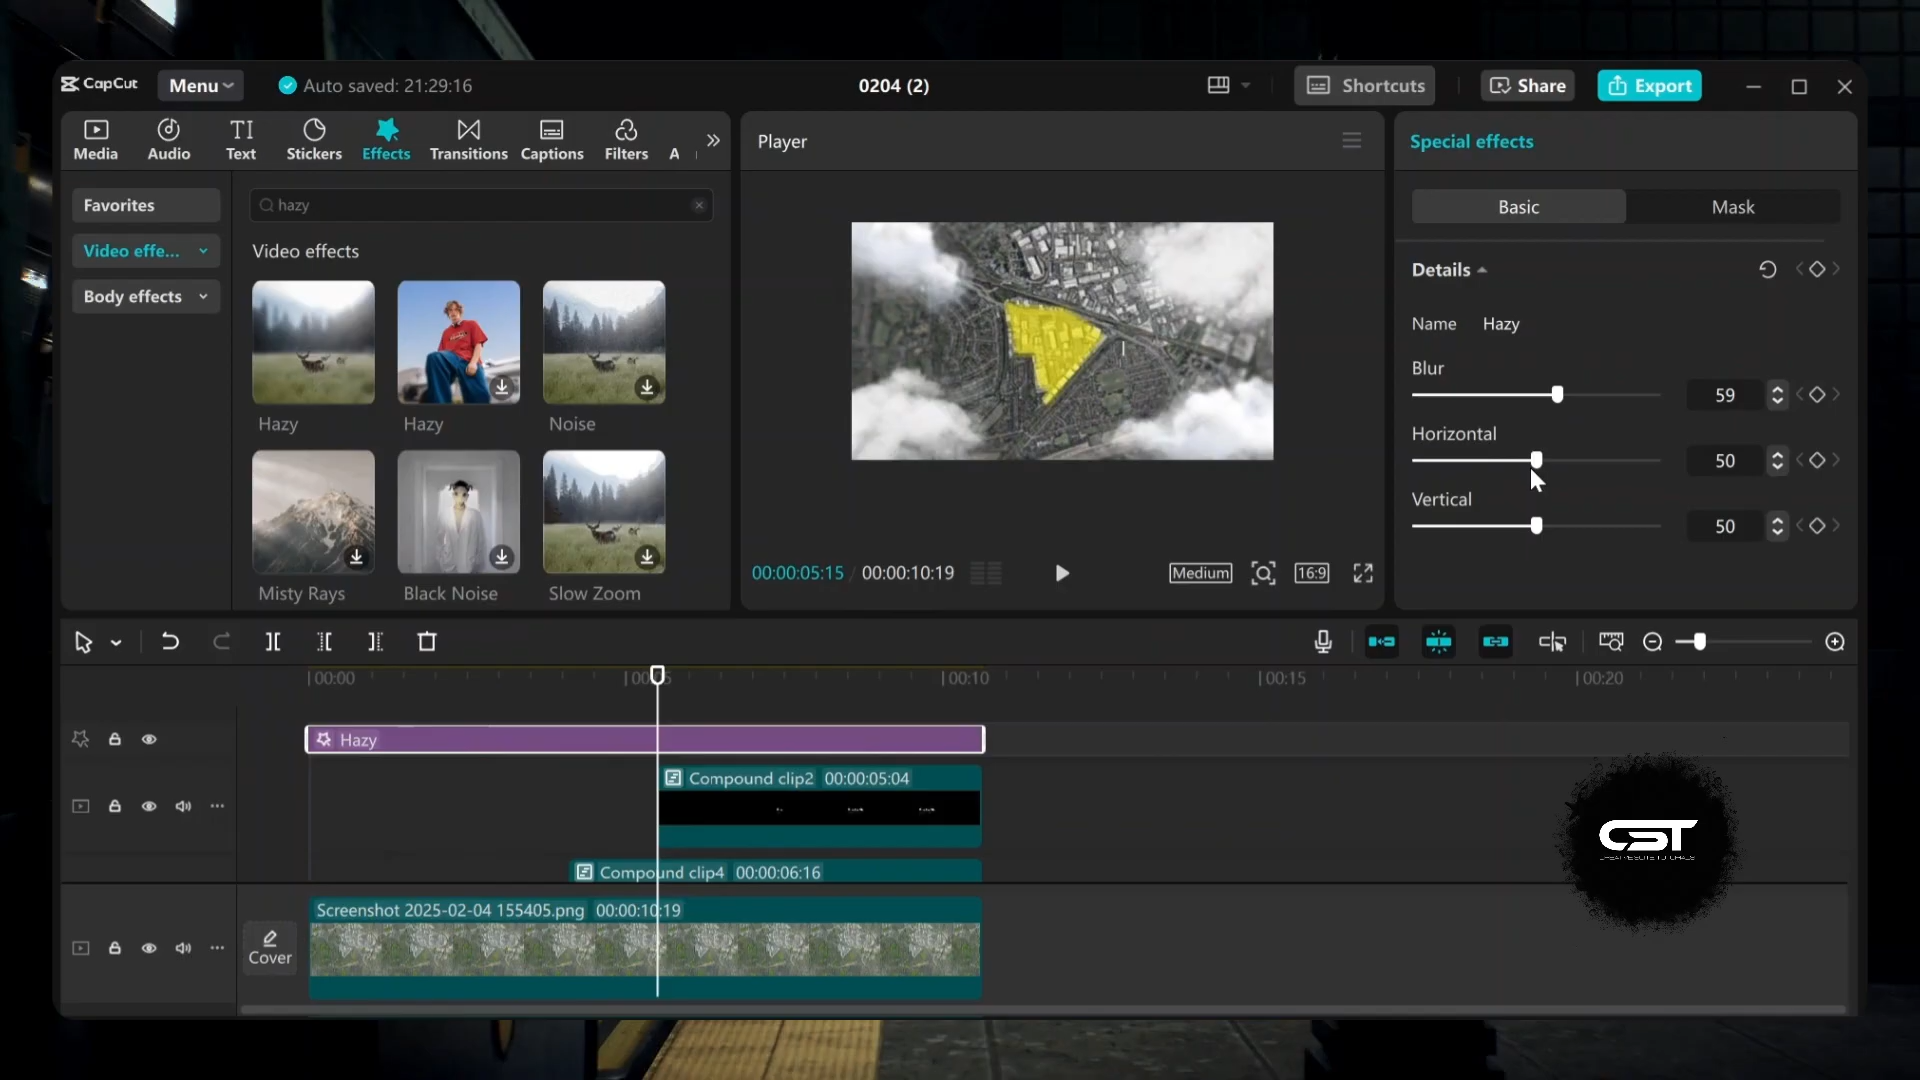 CapCut
Menu
Auto saved: 21:29:16
0204 (2)
Shortcuts
Share
Export
Media
Audio
TI
Text
Stickers
Effects
Transitions
Captions
Filters
A
Player
Special effects
Favorites
Video effe...
Body effects
hazy
Video effects
Hazy
Hazy
Noise
Misty Rays
Black Noise
Slow Zoom
00:00:05:15 / 00:00:10:19
Medium
16:9
Basic
Mask
Details
Name Hazy
Blur
59
Horizontal
50
Vertical
50
00:00
00:10
00:15
00:20
Hazy
Compound clip2 00:00:05:04
Compound clip4 00:00:06:16
Screenshot 2025-02-04 155405.png 00:00:10:19
Cover
CST